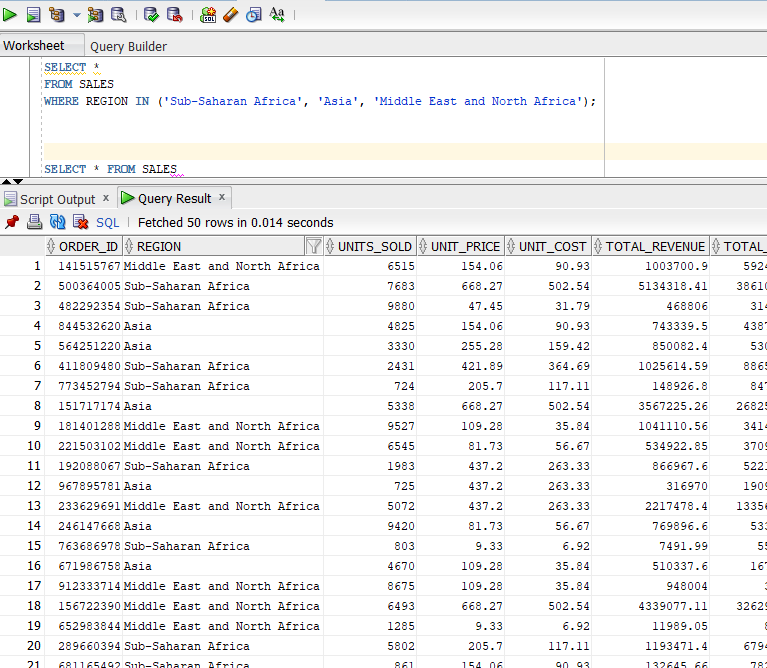 Worksheet Query Builder
SELECT *
FROM SALES
WHERE REGION IN ('Sub-Saharan Africa', 'Asia', 'Middle East and North Africa');
SELECT * FROM SALES
Script Output x Query Result x
SQL | Fetched 50 rows in 0.014 seconds
ORDER_ID REGION UNITS_SOLD UNIT_PRICE UNIT_COST TOTAL_REVENUE TOTAL_
1 141515767 Middle East and North Africa 6515 154.06 90.93 1003700.9 5924
2 500364005 Sub-Saharan Africa 7683 668.27 502.54 5134318.41 38610
3 482292354 Sub-Saharan Africa 9880 47.45 31.79 468806 314
4 844532620 Asia 4825 154.06 90.93 743339.5 4387
5 564251220 Asia 3330 255.28 159.42 850082.4 530
6 411809480 Sub-Saharan Africa 2431 421.89 364.69 1025614.59 8865
7 773452794 Sub-Saharan Africa 724 205.7 117.11 148926.8 847
8 151717174 Asia 5338 668.27 502.54 3567225.26 26825
9 181401288 Middle East and North Africa 9527 109.28 35.84 1041110.56 3414
10 221503102 Middle East and North Africa 6545 81.73 56.67 534922.85 3709
11 192088067 Sub-Saharan Africa 1983 437.2 263.33 866967.6 5221
12 967895781 Asia 725 437.2 263.33 316970 1909
13 233629691 Middle East and North Africa 5072 437.2 263.33 2217478.4 13356
14 246147668 Asia 9420 81.73 56.67 769896.6 533
15 763686978 Sub-Saharan Africa 803 9.33 6.92 7491.99 55
16 671986758 Asia 4670 109.28 35.84 510337.6 167
17 912333714 Middle East and North Africa 8675 109.28 35.84 948004
18 156722390 Middle East and North Africa 6493 668.27 502.54 4339077.11 32629
19 652983844 Middle East and North Africa 1285 9.33 6.92 11989.05
20 289660394 Sub-Saharan Africa 5802 205.7 117.11 1193471.4 6794
21 681165492 Sub-Saharan Africa 861 154.06 90.93 132645.66